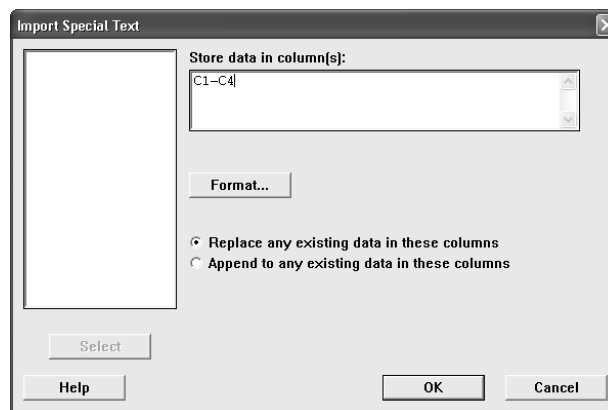 Import Special Text
Store data in column(s):
C1-C4
Format...
Replace any existing data in these columns
Append to any existing data in these columns
Select
Help
OK
Cancel